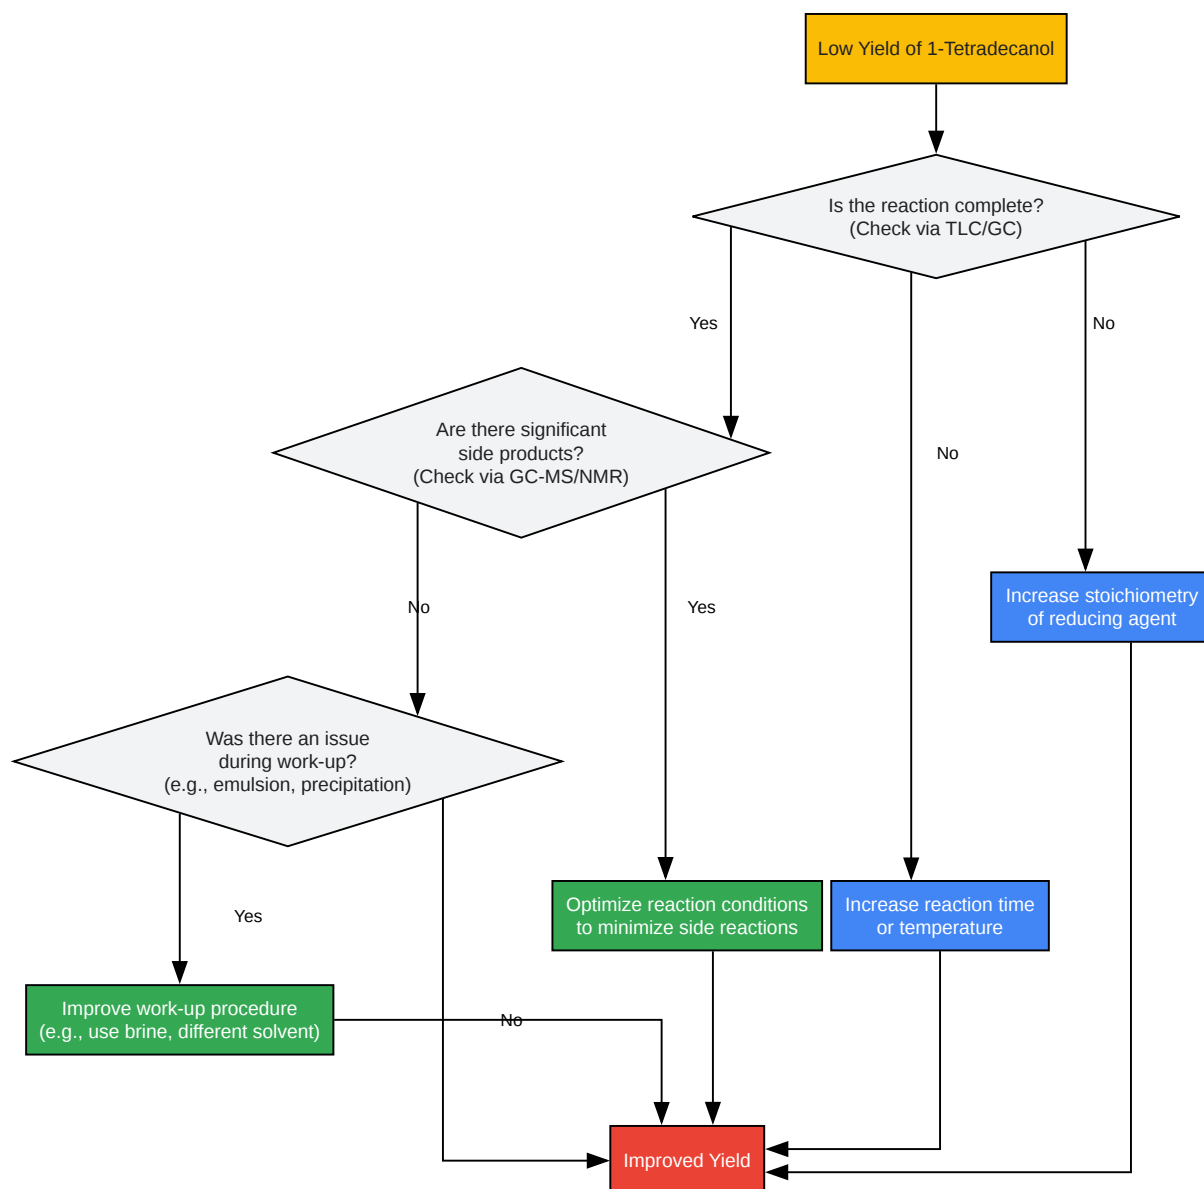 Low Yield of 1-Tetradecanol
Is the reaction complete?
(Check via TLC/GC)
Yes
No
Are there significant
side products?
(Check via GC-MS/NMR)
No
Increase stoichiometry
of reducing agent
No
Yes
Was there an issue
during work-up?
(e.g., emulsion, precipitation)
Optimize reaction conditions
to minimize side reactions
Increase reaction time
or temperature
Yes
Improve work-up procedure
(e.g., use brine, different solvent)
No
Improved Yield